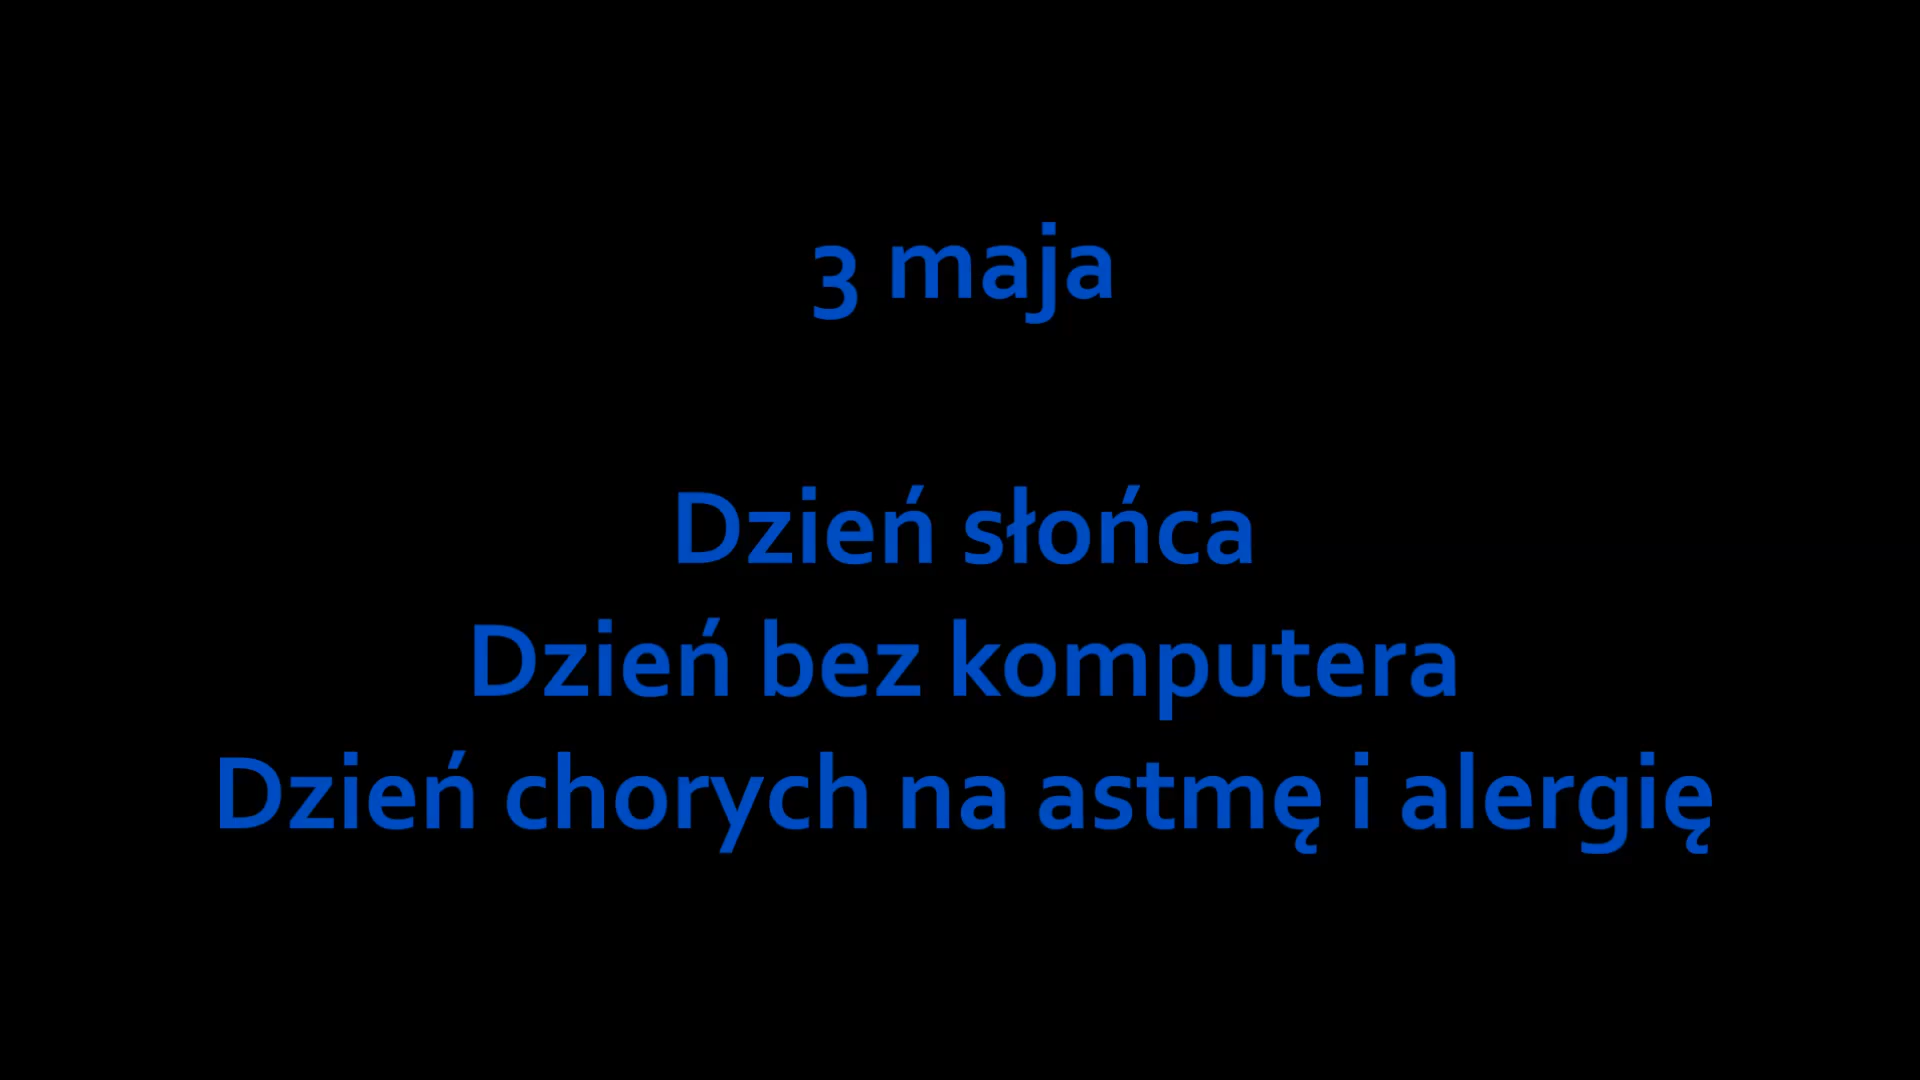 3 maja
Dzień słońca
Dzień bez komputera
Dzień chorych na astmę i alergię